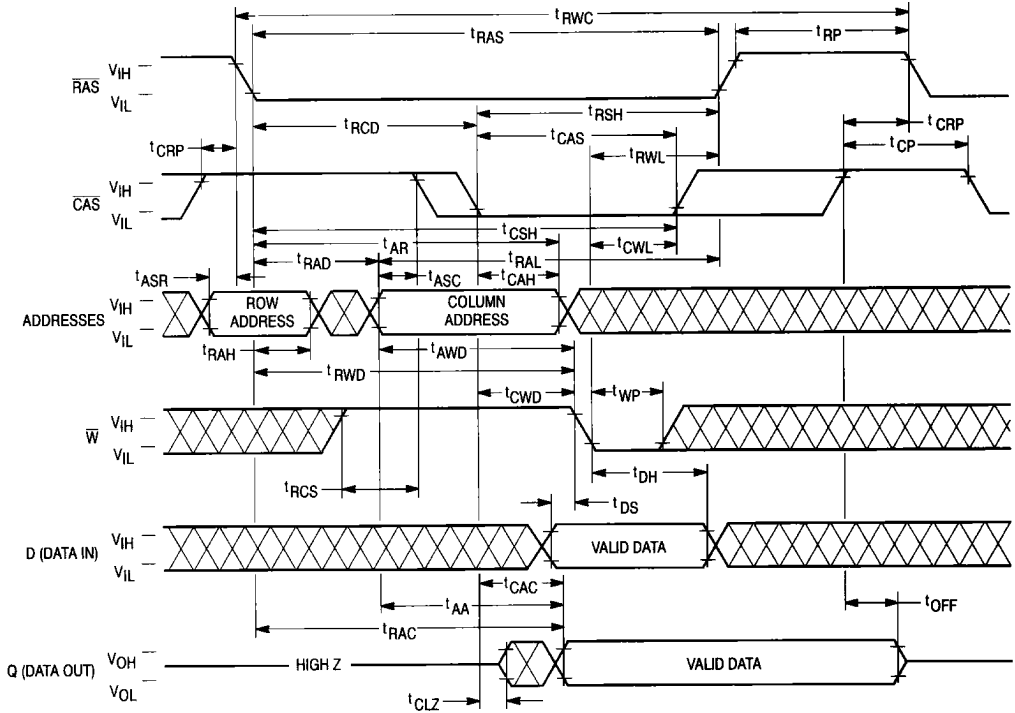 tRWC
tRAS
tRP
RAS
VIH
VIL
tRSH
tRCD
tCAS
tCRP
tCP
tCRP
tRWL
CAS
VIH
VIL
tCSH
tAR
tCWL
tRAD
tRAL
tASR
tASC
tCAH
ADDRESSES
VIH
VIL
ROW
ADDRESS
COLUMN
ADDRESS
tRAH
tAWD
tRWD
tCWD
tWP
W
VIH
VIL
tRCS
tDH
tDS
D (DATA IN)
VIH
VIL
VALID DATA
tCAC
tAA
tOFF
tRAC
Q (DATA OUT)
VOH
VOL
HIGH Z
VALID DATA
tCLZ